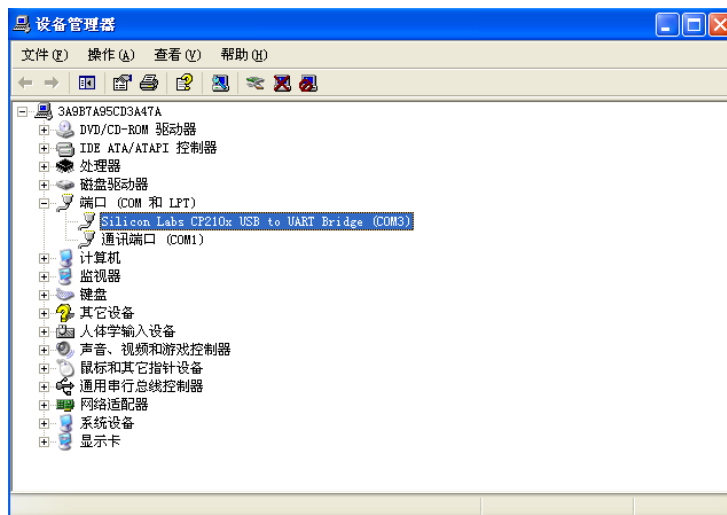 设备管理器
文件(F) 操作(A) 查看(V) 帮助(H)
3A9B7A95CD3A47A
DVD/CD-ROM 驱动器
IDE ATA/ATAPI 控制器
处理器
磁盘驱动器
端口 (COM 和 LPT)
Silicon Labs CP210x USB to UART Bridge (COM3)
通讯端口 (COM1)
计算机
监视器
键盘
其它设备
人体学输入设备
声音、视频和游戏控制器
鼠标和其它指针设备
通用串行总线控制器
网络适配器
系统设备
显示卡